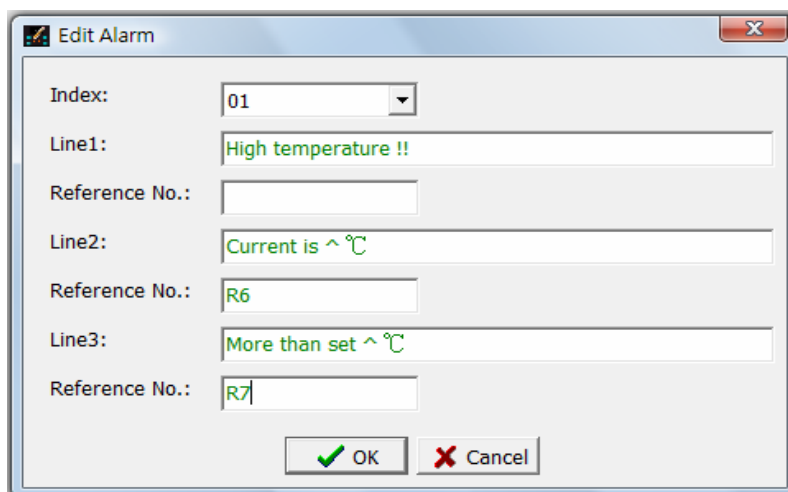 Edit Alarm
Index: 01
Line1: High temperature !!
Reference No.:
Line2: Current is ^ ℃
Reference No.: R6
Line3: More than set ^ ℃
Reference No.: R7
OK Cancel